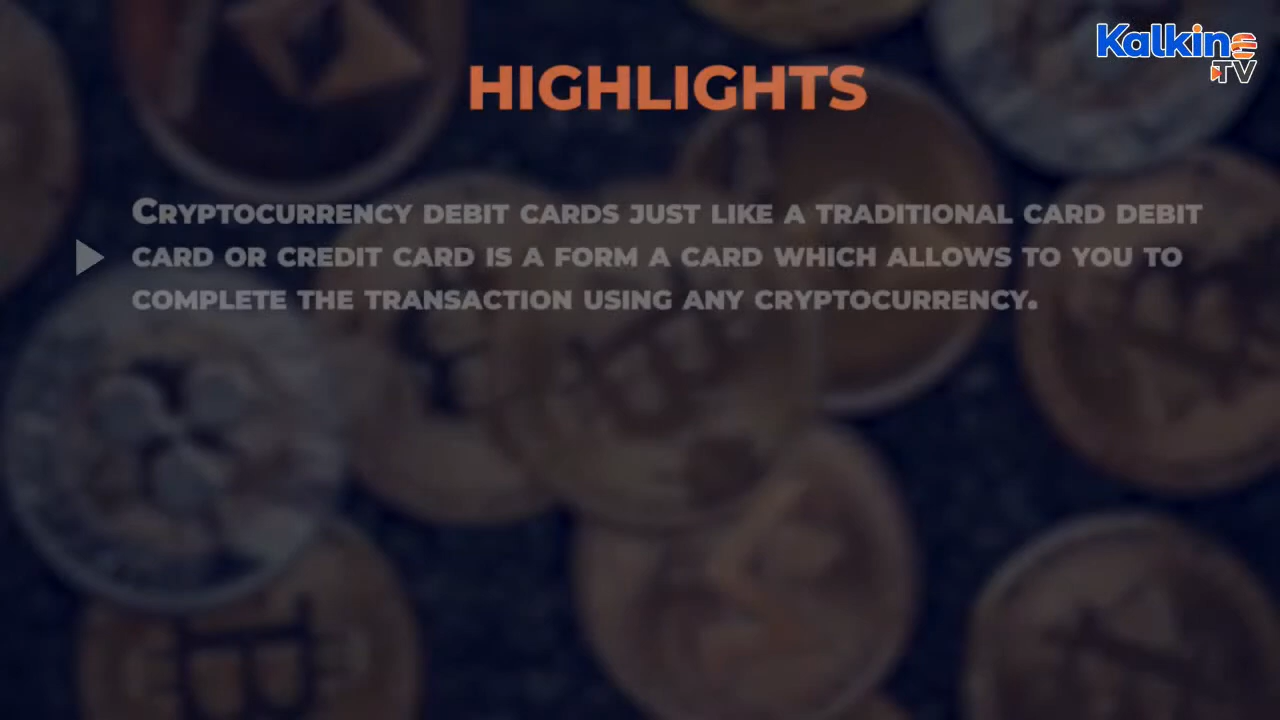 Kalkine
TV
HIGHLIGHTS
Cryptocurrency debit cards just like a traditional card debit
card or credit card is a form a card which allows to you to
complete the transaction using any cryptocurrency.